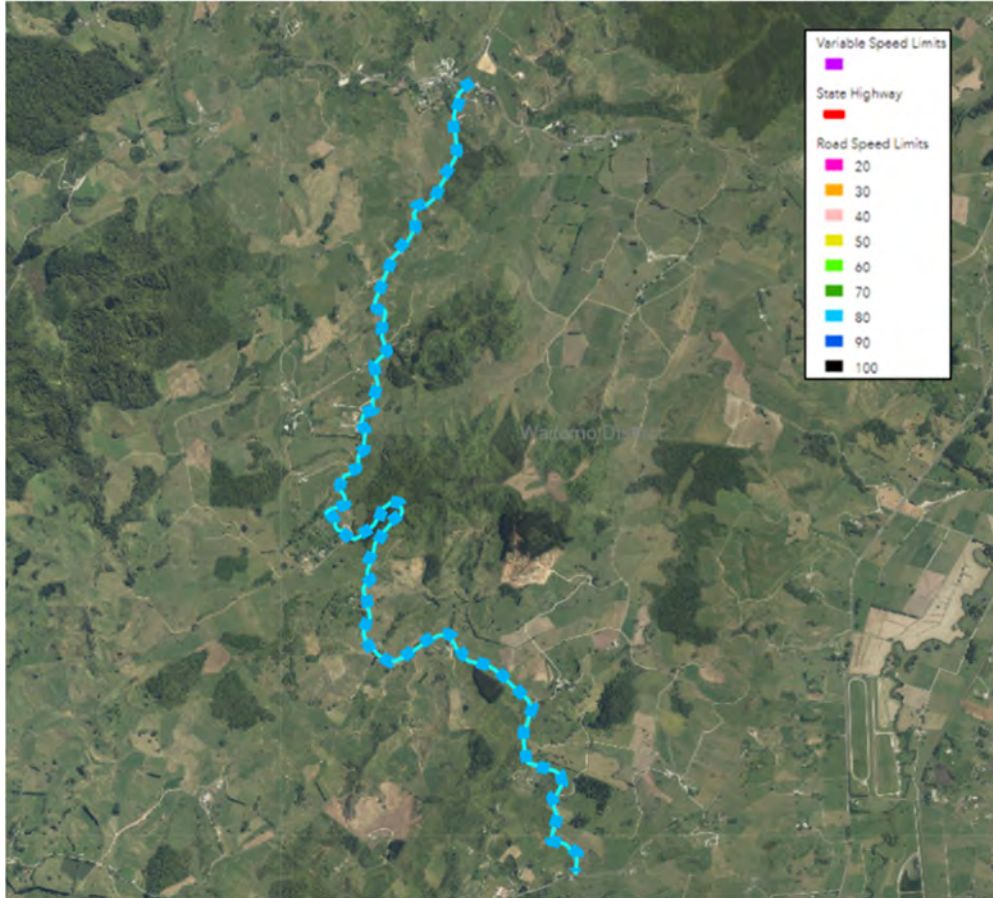 Variable Speed Limits
State Highway
Road Speed Limits
20
30
40
50
60
70
80
90
100
Waitomo District